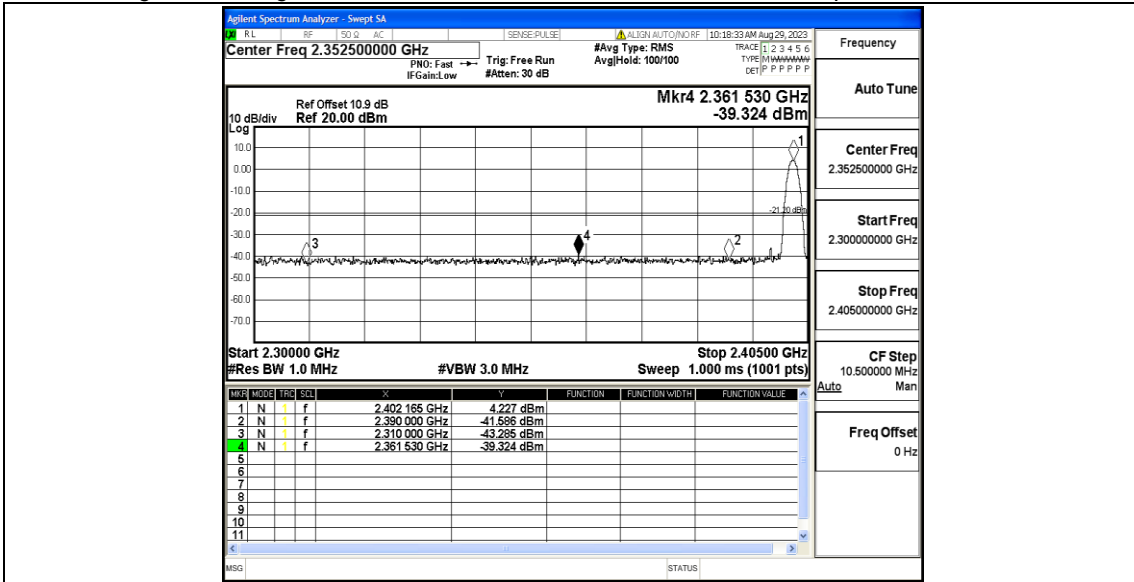 Agilent Spectrum Analyzer - Swept SA
RL RF 50 Ω AC SENSE:PULSE ALIGN AUTO/NO RF 10:18:33 AM Aug 29, 2023
Center Freq 2.352500000 GHz
PNO: Fast
IFGain:Low
Trig: Free Run
#Atten: 30 dB
#Avg Type: RMS
Avg|Hold: 100/100
TRACE 1 2 3 4 5 6
TYPE M
DET P P P P P P
Ref Offset 10.9 dB
10 dB/div Ref 20.00 dBm
Log
Mkr4 2.361 530 GHz
-39.324 dBm
10.0
0.00
-10.0
-20.0
-30.0
-40.0
-50.0
-60.0
-70.0
1
-21.20 dBm
3
4
2
Start 2.30000 GHz Stop 2.40500 GHz
#Res BW 1.0 MHz #VBW 3.0 MHz Sweep 1.000 ms (1001 pts)
MKR MODE TRC SCL X Y FUNCTION FUNCTION WIDTH FUNCTION VALUE
1 N 1 f 2.402 165 GHz 4.227 dBm
2 N 1 f 2.390 000 GHz -41.586 dBm
3 N 1 f 2.310 000 GHz -43.285 dBm
4 N 1 f 2.361 530 GHz -39.324 dBm
5
6
7
8
9
10
11
MSG STATUS
Frequency
Auto Tune
Center Freq
2.352500000 GHz
Start Freq
2.300000000 GHz
Stop Freq
2.405000000 GHz
CF Step
10.500000 MHz
Auto Man
Freq Offset
0 Hz